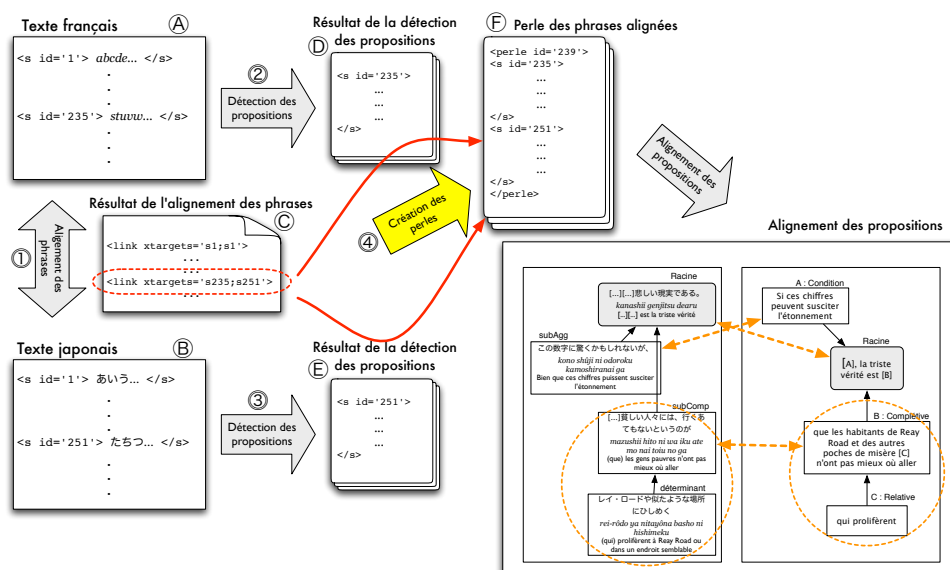 Texte français
Ⓐ
<s id='1'> abcde... </s>
.
.
.
<s id='235'> stuvw... </s>
.
.
.
②
Détection des
propositions
Résultat de la détection
des propositions
Ⓓ
<s id='235'>
...
...
...
</s>
Ⓕ
Perle des phrases alignées
<perle id='239'>
<s id='235'>
...
...
...
</s>
<s id='251'>
...
...
...
</s>
</perle>
Alignement des
propositions
①
Aligement des
phrases
Résultat de l'alignement des phrases
Ⓒ
<link xtargets='s1;s1'>
...
...
<link xtargets='s235;s251'>
...
④
Création des
perles
Texte japonais
Ⓑ
<s id='1'> あいう... </s>
.
.
.
<s id='251'> たちつ... </s>
.
.
.
③
Détection des
propositions
Résultat de la détection
des propositions
Ⓔ
<s id='251'>
...
...
...
</s>
Alignement des propositions
Racine
[...][...]悲しい現実である。
kanashii genjitsu dearu
[...][...] est la triste vérité
subAgg
この数字に驚くかもしれないが、
kono shûji ni odoroku
kamoshiranai ga
Bien que ces chiffres puissent susciter
l'étonnement
subComp
[...]貧しい人々には、行くあ
てもないというのが
mazushii hito ni wa iku ate
mo nai toiu no ga
(que) les gens pauvres n'ont pas
mieux où aller
déterminant
レイ・ロードや似たような場所
にひしめく
rei-rôdo ya nitayôna basho ni
hishimeku
(qui) prolifèrent à Reay Road ou
dans un endroit semblable
A : Condition
Si ces chiffres
peuvent susciter
l'étonnement
Racine
[A], la triste
vérité est [B]
B : Complétive
que les habitants de Reay
Road et des autres
poches de misère [C]
n'ont pas mieux où aller
C : Relative
qui prolifèrent